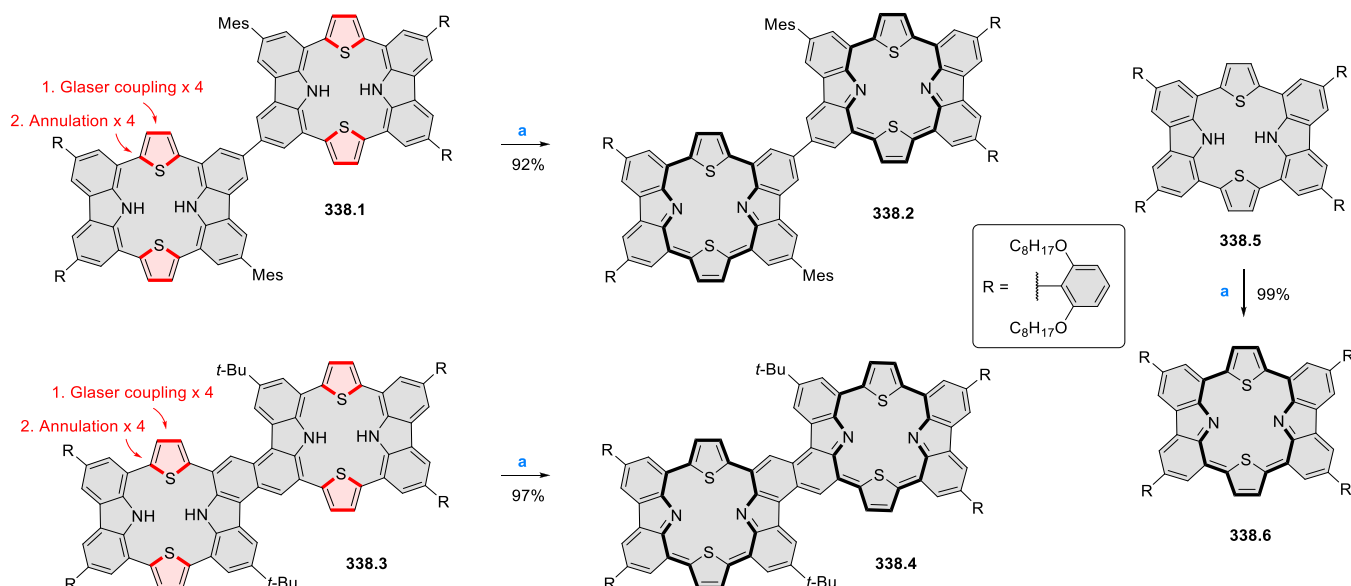 Mes
R
S
NH
HN
S
R
1. Glaser coupling x 4
2. Annulation x 4
R
S
NH
HN
S
R
Mes
338.1
a
92%
Mes
R
S
N
N
S
R
R
S
N
N
S
R
Mes
338.2
R
R
S
NH
HN
S
R
R
338.5
a
99%
C8H17O
R =
C8H17O
t-Bu
R
S
NH
HN
S
R
1. Glaser coupling x 4
2. Annulation x 4
R
S
NH
HN
S
R
t-Bu
338.3
a
97%
t-Bu
R
S
N
N
S
R
R
S
N
N
S
R
t-Bu
338.4
R
R
S
N
N
S
R
R
338.6